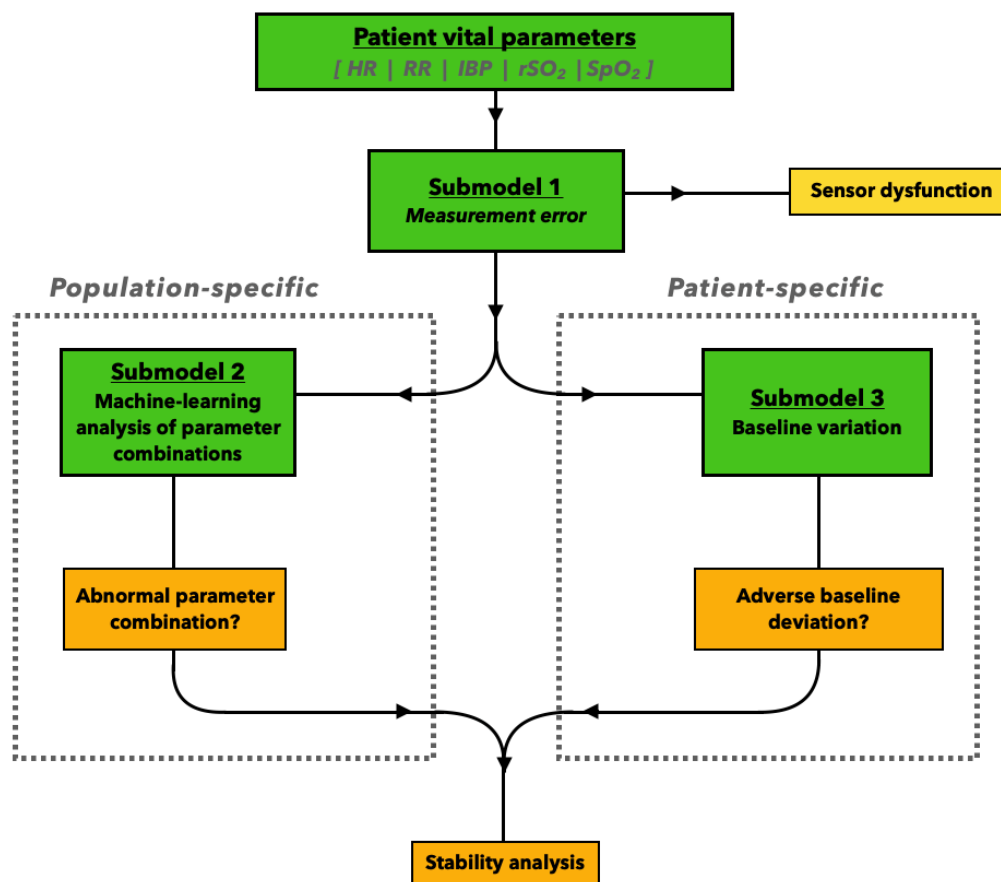 Patient vital parameters
[ HR | RR | IBP | rSO₂ | SpO₂ ]
Submodel 1
Measurement error
Sensor dysfunction
Population-specific
Patient-specific
Submodel 2
Machine-learning
analysis of parameter
combinations
Submodel 3
Baseline variation
Abnormal parameter
combination?
Adverse baseline
deviation?
Stability analysis